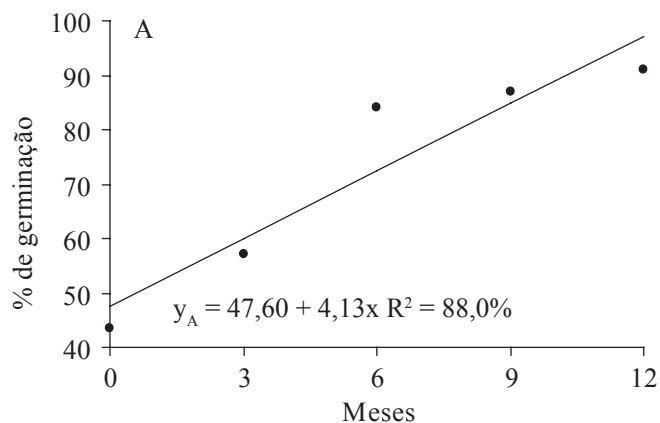 A
% de germinação
100
90
80
70
60
50
40
y_A = 47,60 + 4,13x R² = 88,0%
0 3 6 9 12
Meses